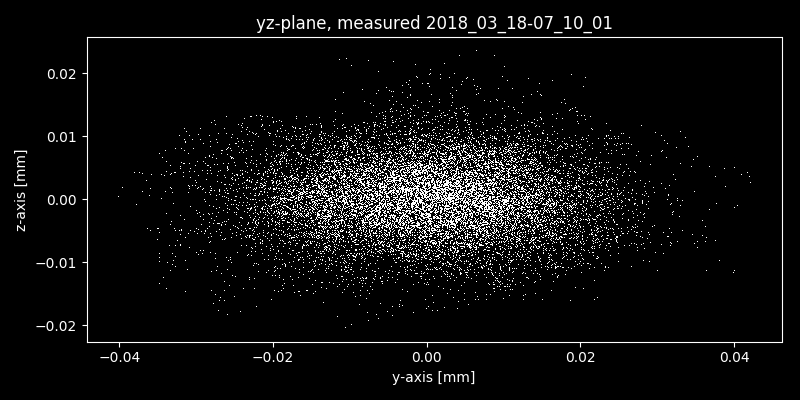 yz-plane, measured 2018_03_18-07_10_01
0.02
0.01
0.00
−0.01
−0.02
z-axis [mm]
−0.04 −0.02 0.00 0.02 0.04
y-axis [mm]